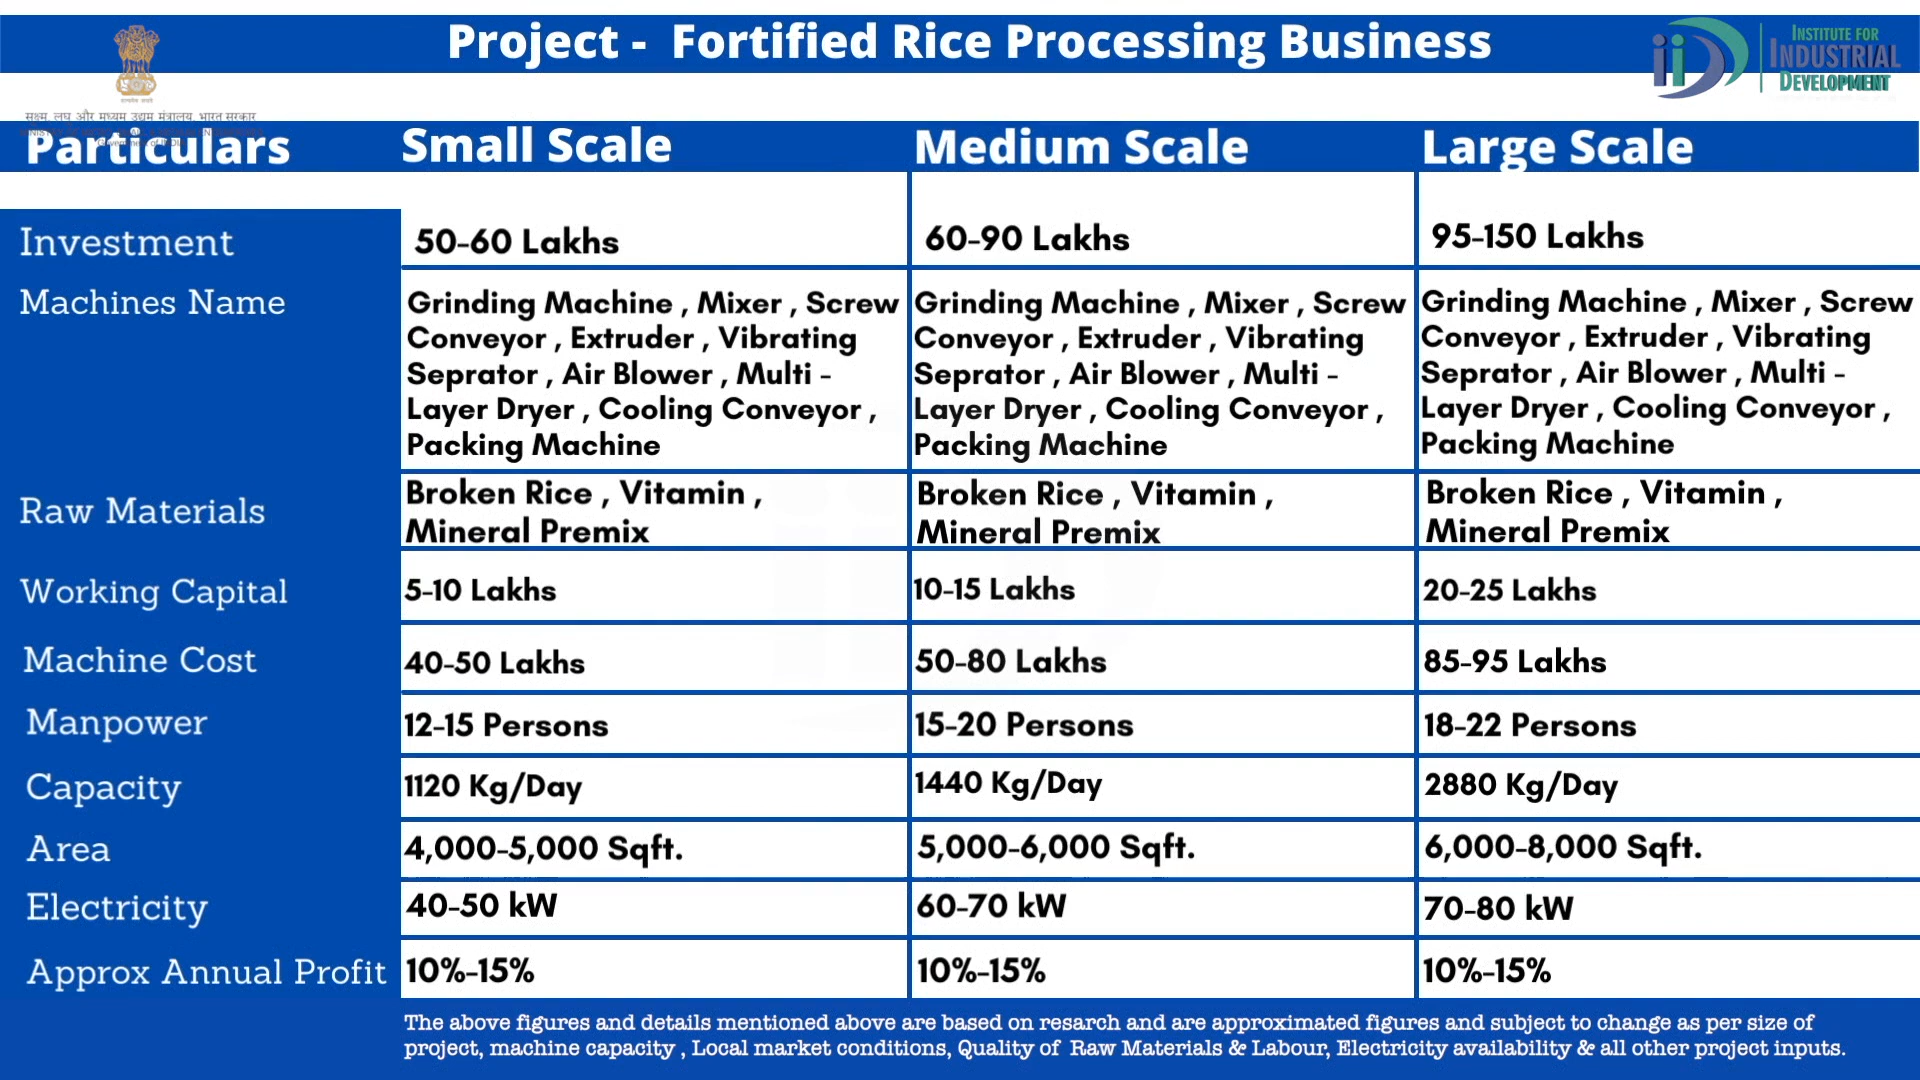 Project - Fortified Rice Processing Business
INSTITUTE FOR
INDUSTRIAL
DEVELOPMENT
सूक्ष्म, लघु और मध्यम उद्यम मंत्रालय, भारत सरकार
Particulars Small Scale Medium Scale Large Scale
Investment 50-60 Lakhs 60-90 Lakhs 95-150 Lakhs
Machines Name
Grinding Machine , Mixer , Screw
Conveyor , Extruder , Vibrating
Seprator , Air Blower , Multi -
Layer Dryer , Cooling Conveyor ,
Packing Machine
Grinding Machine , Mixer , Screw
Conveyor , Extruder , Vibrating
Seprator , Air Blower , Multi -
Layer Dryer , Cooling Conveyor ,
Packing Machine
Grinding Machine , Mixer , Screw
Conveyor , Extruder , Vibrating
Seprator , Air Blower , Multi -
Layer Dryer , Cooling Conveyor ,
Packing Machine
Raw Materials
Broken Rice , Vitamin ,
Mineral Premix
Broken Rice , Vitamin ,
Mineral Premix
Broken Rice , Vitamin ,
Mineral Premix
Working Capital 5-10 Lakhs 10-15 Lakhs 20-25 Lakhs
Machine Cost 40-50 Lakhs 50-80 Lakhs 85-95 Lakhs
Manpower 12-15 Persons 15-20 Persons 18-22 Persons
Capacity 1120 Kg/Day 1440 Kg/Day 2880 Kg/Day
Area 4,000-5,000 Sqft. 5,000-6,000 Sqft. 6,000-8,000 Sqft.
Electricity 40-50 kW 60-70 kW 70-80 kW
Approx Annual Profit 10%-15% 10%-15% 10%-15%
The above figures and details mentioned above are based on resarch and are approximated figures and subject to change as per size of
project, machine capacity , Local market conditions, Quality of Raw Materials & Labour, Electricity availability & all other project inputs.